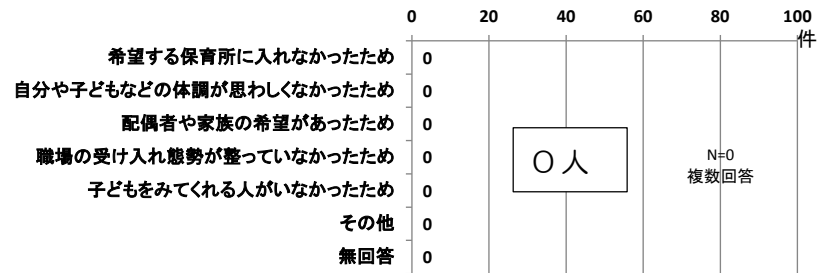 0 20 40 60 80 100
件
希望する保育所に入れなかったため 0
自分や子どもなどの体調が思わしくなかったため 0
配偶者や家族の希望があったため 0
職場の受け入れ態勢が整っていなかったため 0
子どもをみてくれる人がいなかったため 0
その他 0
無回答 0
０人
N=0
複数回答